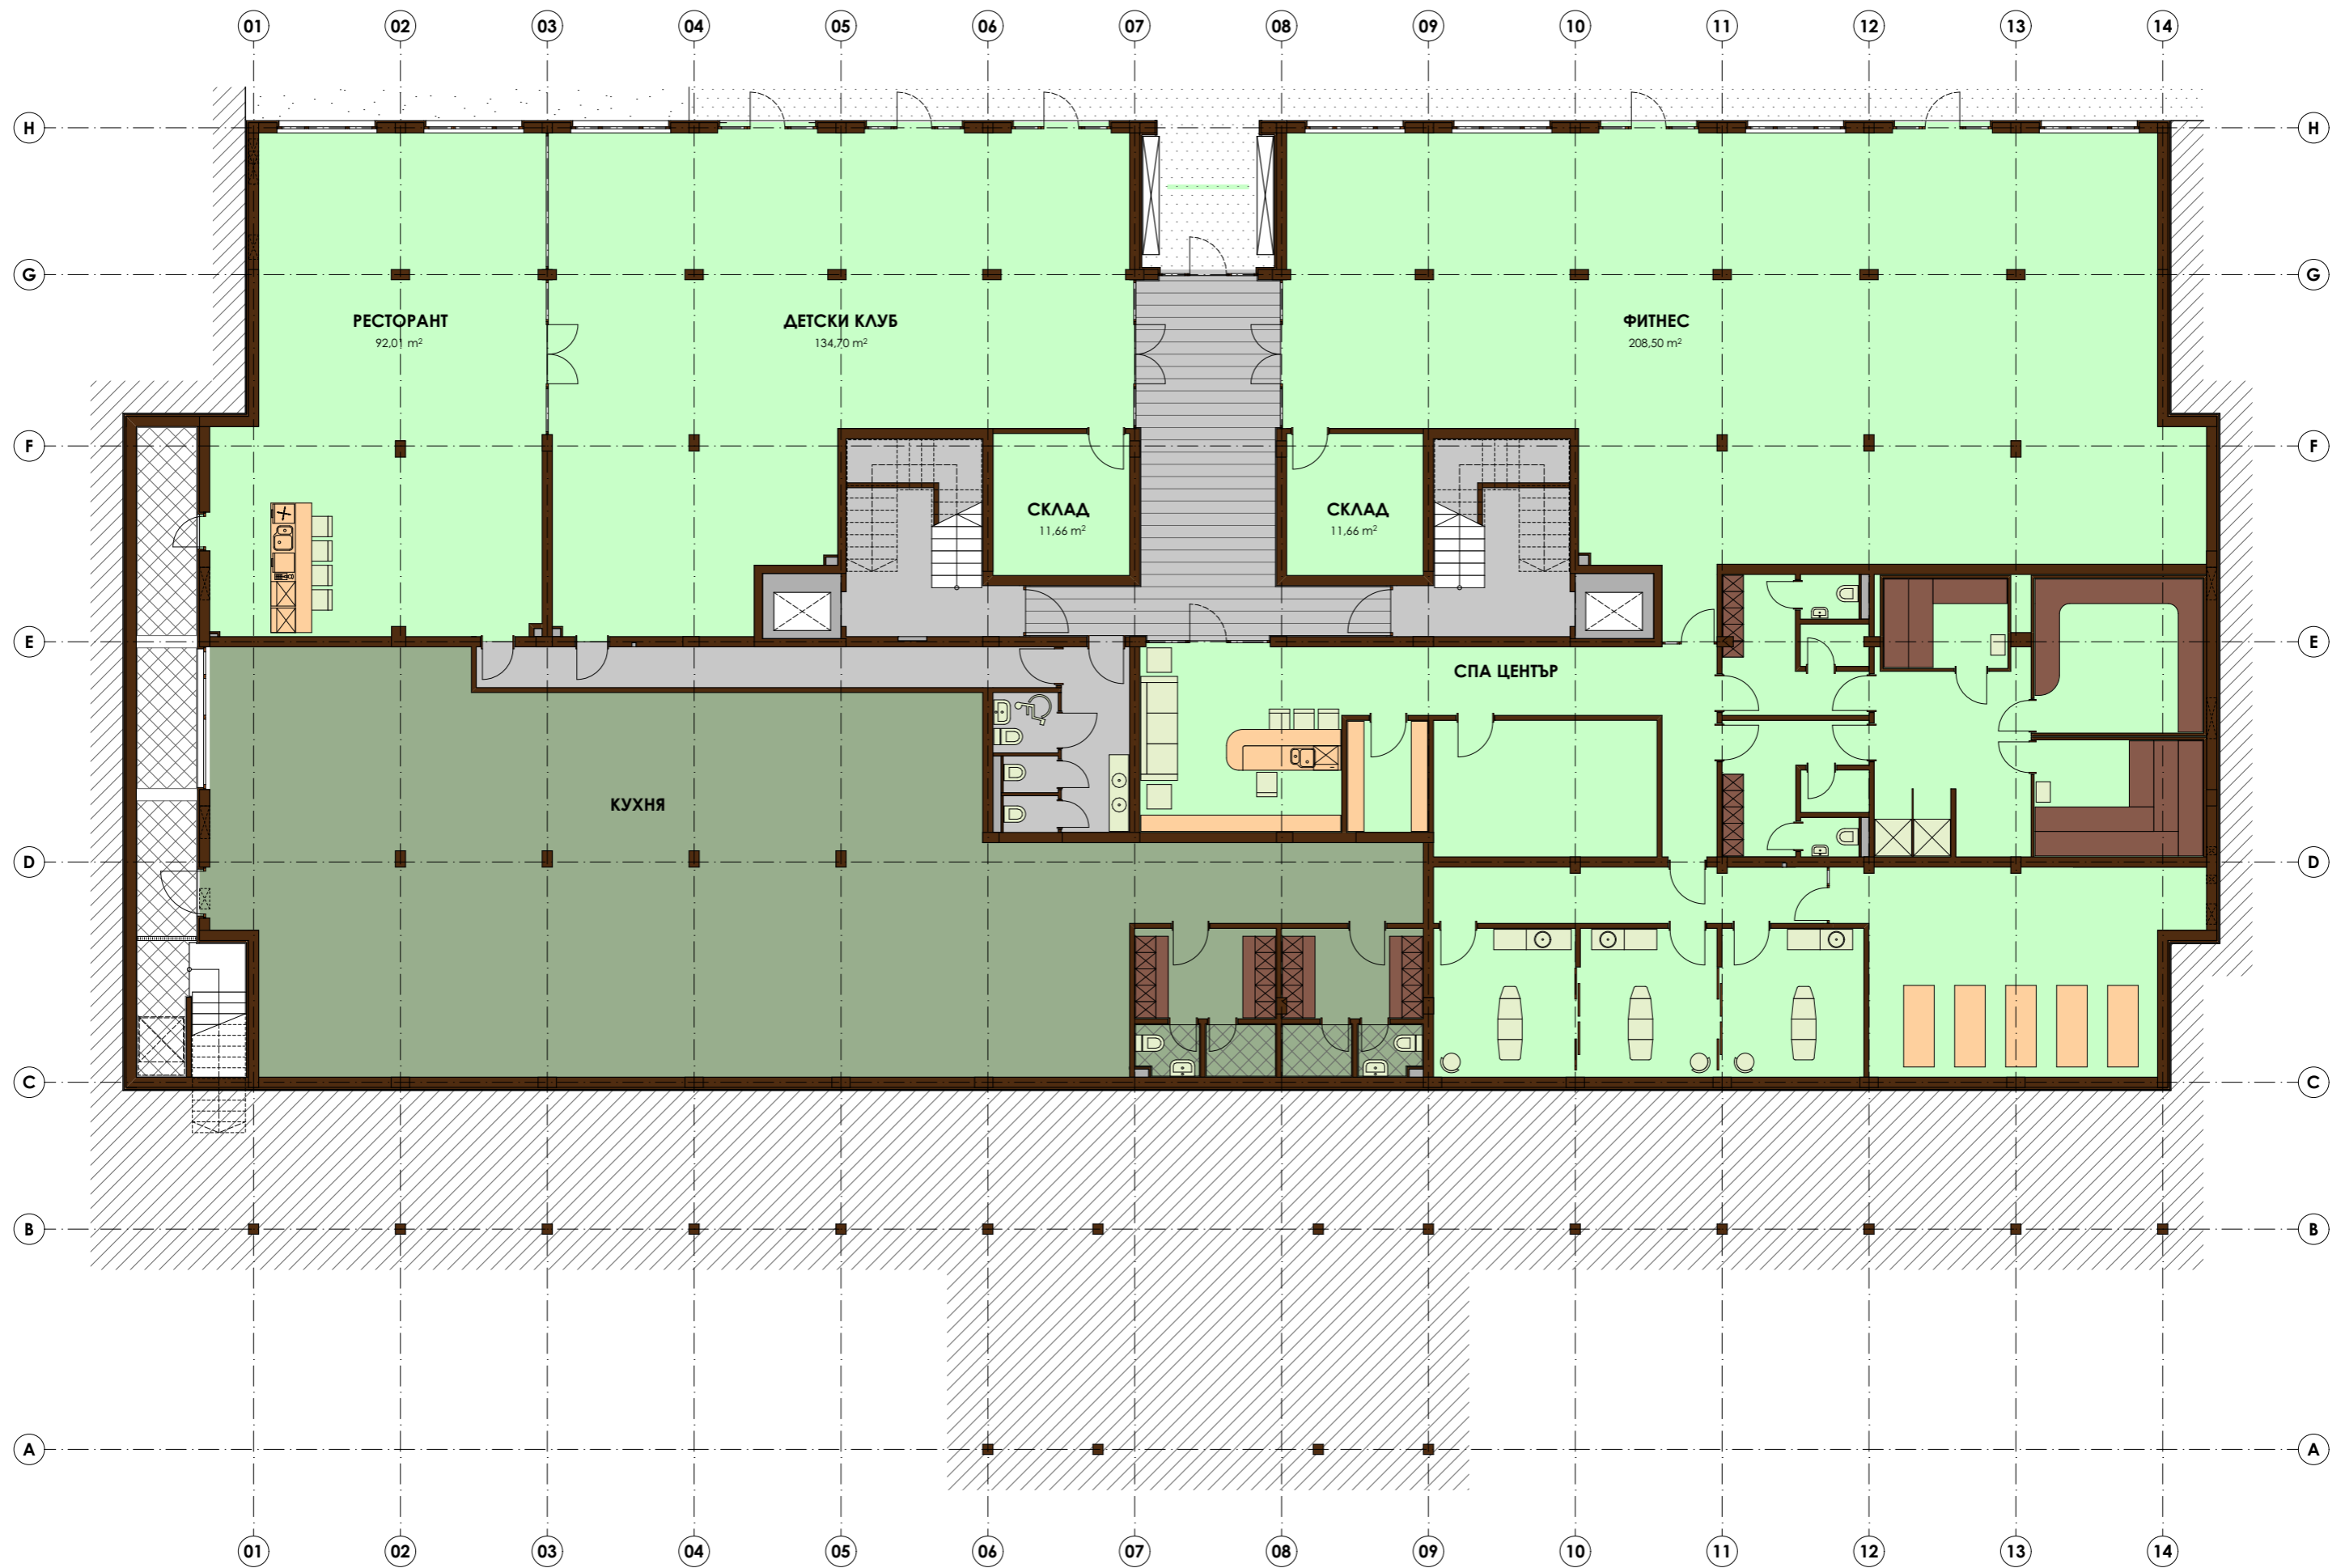 01 02 03 04 05 06 07 08 09 10 11 12 13 14
H H
G G
РЕСТОРАНТ
92,01 m²
ДЕТСКИ КЛУБ
134,70 m²
ФИТНЕС
208,50 m²
F F
СКЛАД
11,66 m²
СКЛАД
11,66 m²
E E
СПА ЦЕНТЪР
КУХНЯ
D D
C C
B B
A A
01 02 03 04 05 06 07 08 09 10 11 12 13 14